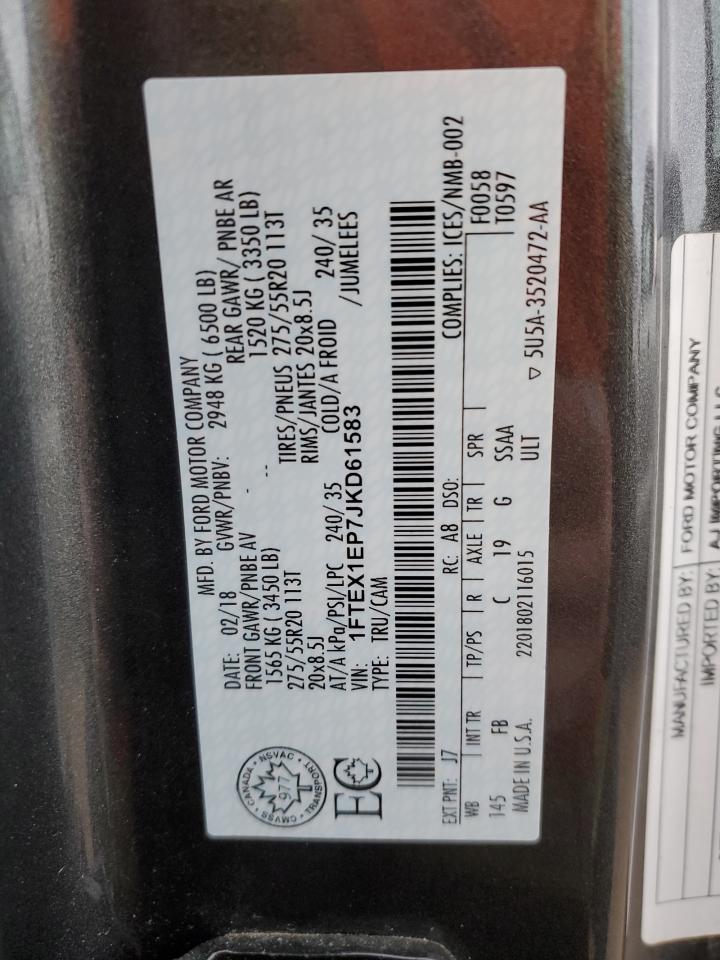 MFD. BY FORD MOTOR COMPANY
DATE: 02/18 GVWR/PNBV: 2948 KG ( 6500 LB)
FRONT GAWR/PNBE AV - REAR GAWR/ PNBE AR
1565 KG ( 3450 LB) -- 1520 KG ( 3350 LB)
275/55R20 113T TIRES/PNEUS 275/55R20 113T
20x8.5J RIMS/JANTES 20x8.5J
AT/A kPa/PSI/LPC 240/ 35 COLD/A FROID 240/ 35
VIN: 1FTEX1EP7JKD61583 /JUMELEES
TYPE: TRU/CAM
CMVSS • CANADA • NSVAC • TRANSPORT
977
EC
COMPLIES: ICES/NMB-002
EXT PNT: J7 RC: A8 DSO: F0058
WB INT TR TP/PS R AXLE TR SPR T0597
145 FB C 19 G SSAA
MADE IN U.S.A. 2201802116015 ULT ▽ 5U5A-3520472-AA
MANUFACTURED BY: FORD MOTOR COMPANY
IMPORTED BY: AJ IMPORTING LLC